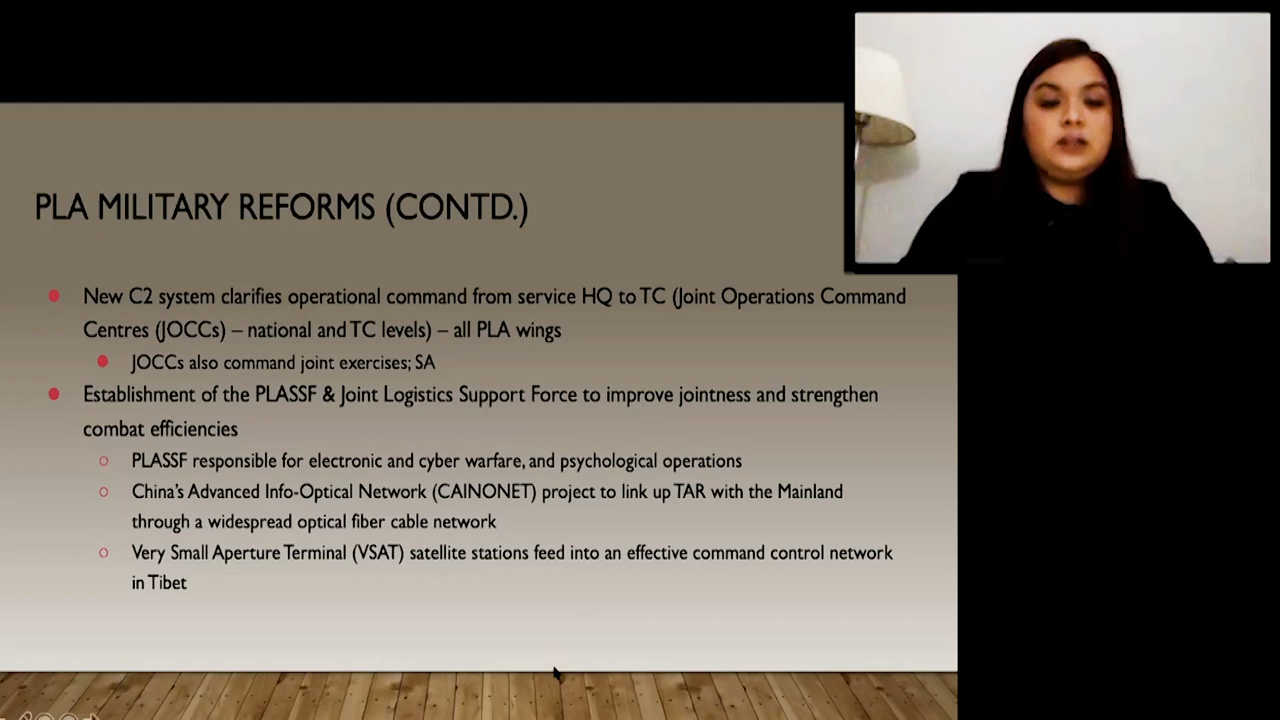 PLA MILITARY REFORMS (CONTD.)
New C2 system clarifies operational command from service HQ to TC (Joint Operations Command
Centres (JOCCs) – national and TC levels) – all PLA wings
JOCCs also command joint exercises; SA
Establishment of the PLASSF & Joint Logistics Support Force to improve jointness and strengthen
combat efficiencies
PLASSF responsible for electronic and cyber warfare, and psychological operations
China's Advanced Info-Optical Network (CAINONET) project to link up TAR with the Mainland
through a widespread optical fiber cable network
Very Small Aperture Terminal (VSAT) satellite stations feed into an effective command control network
in Tibet